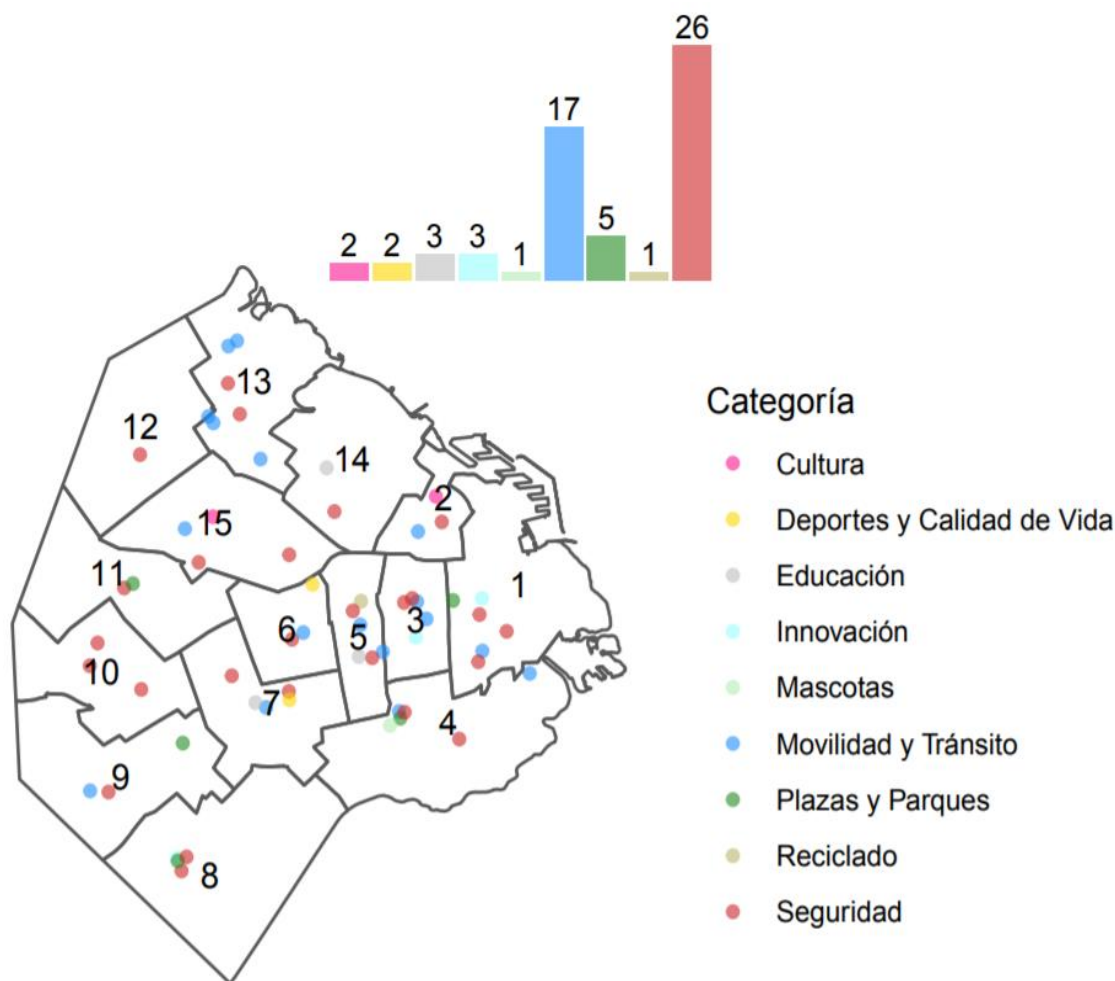 26
17
5
3
3
2
2
1
1
13
12
14
2
15
11
1
3
6
5
10
7
4
9
8
Categoría
Cultura
Deportes y Calidad de Vida
Educación
Innovación
Mascotas
Movilidad y Tránsito
Plazas y Parques
Reciclado
Seguridad